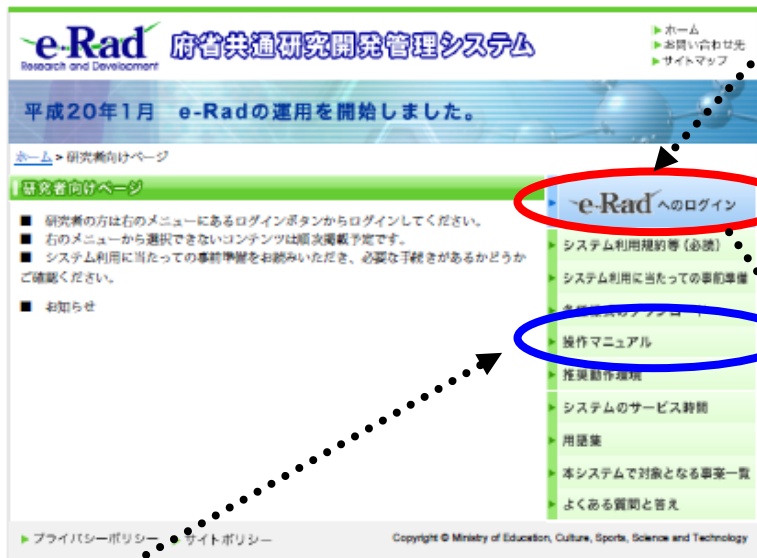 e-Rad 府省共通研究開発管理システム
Research and Development
ホーム
お問い合わせ先
サイトマップ
平成20年1月 e-Radの運用を開始しました。
ホーム > 研究者向けページ
研究者向けページ
■ 研究者の方は右のメニューにあるログインボタンからログインしてください。
■ 右のメニューから選択できないコンテンツは順次掲載予定です。
■ システム利用に当たっての事前準備をお読みいただき、必要な手続きがあるかどうか
ご確認ください。
■ お知らせ
e-Rad へのログイン
システム利用規約等(必読)
システム利用に当たっての事前準備
操作マニュアル
推奨動作環境
システムのサービス時間
用語集
本システムで対象となる事業一覧
よくある質問と答え
プライバシーポリシー サイトポリシー
Copyright © Ministry of Education, Culture, Sports, Science and Technology